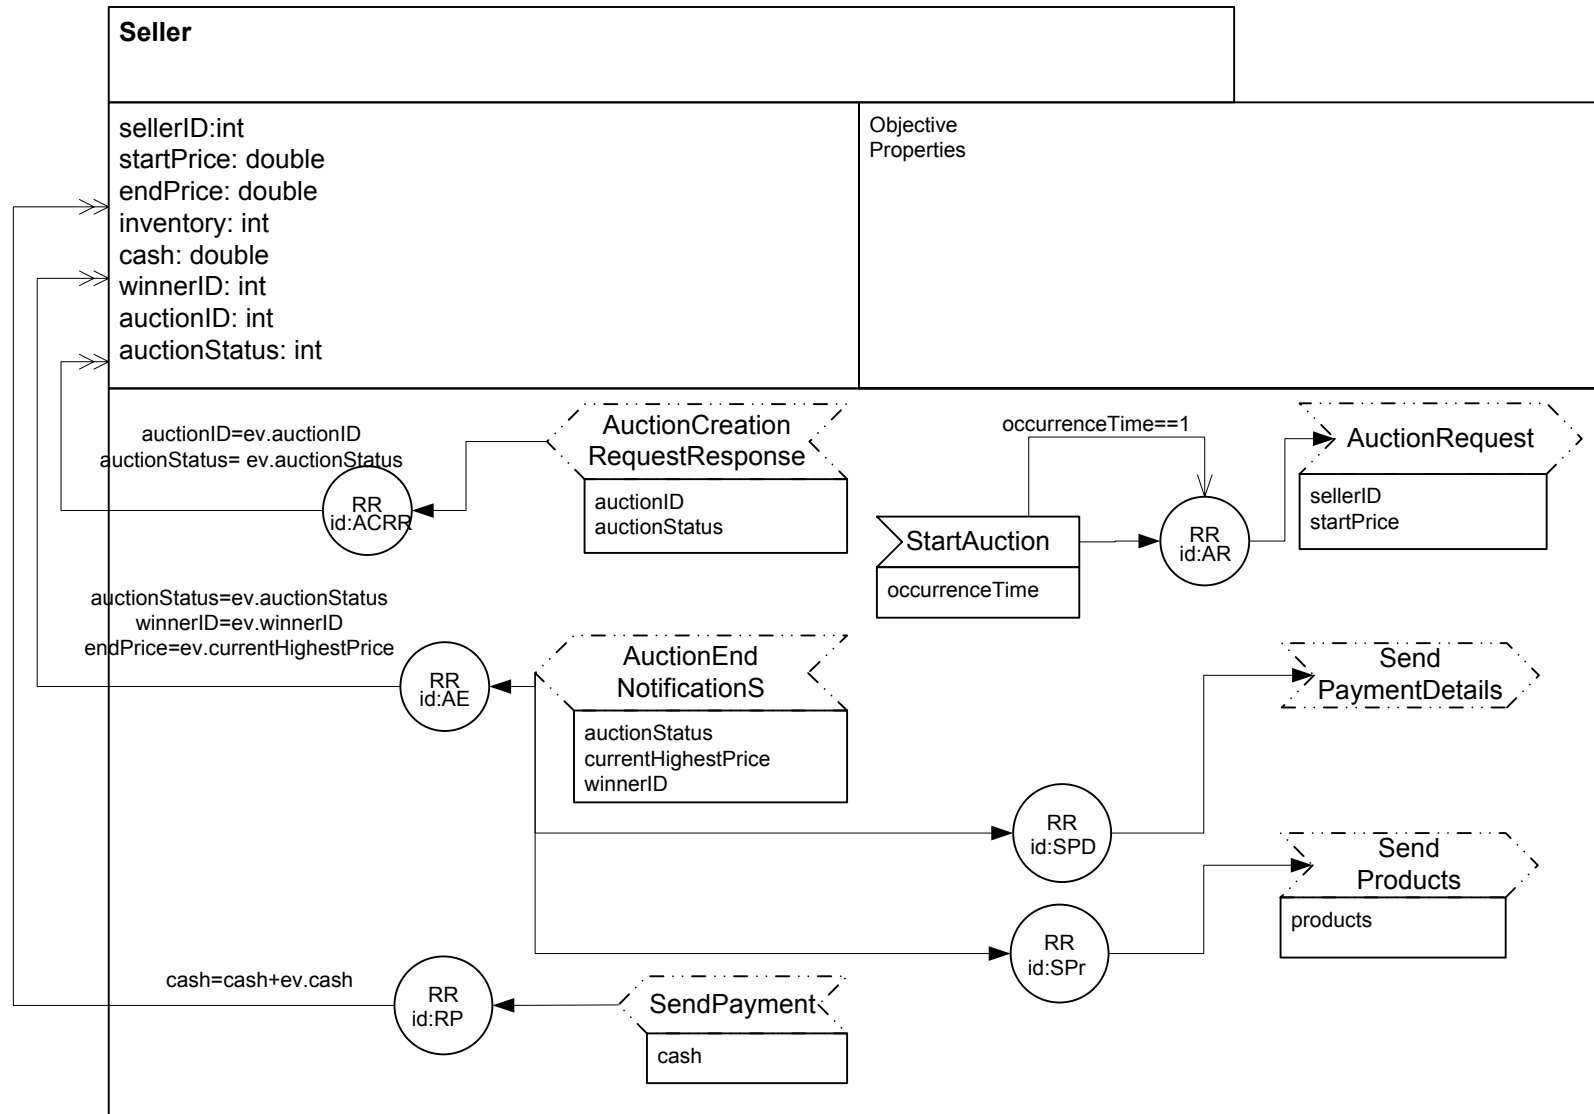 Seller
sellerID:int
startPrice: double
endPrice: double
inventory: int
cash: double
winnerID: int
auctionID: int
auctionStatus: int
Objective
Properties
auctionID=ev.auctionID
auctionStatus= ev.auctionStatus
RR
id:ACRR
AuctionCreation
RequestResponse
auctionID
auctionStatus
occurrenceTime==1
StartAuction
occurrenceTime
RR
id:AR
AuctionRequest
sellerID
startPrice
auctionStatus=ev.auctionStatus
winnerID=ev.winnerID
endPrice=ev.currentHighestPrice
RR
id:AE
AuctionEnd
NotificationS
auctionStatus
currentHighestPrice
winnerID
Send
PaymentDetails
RR
id:SPD
Send
Products
products
RR
id:SPr
cash=cash+ev.cash
RR
id:RP
SendPayment
cash